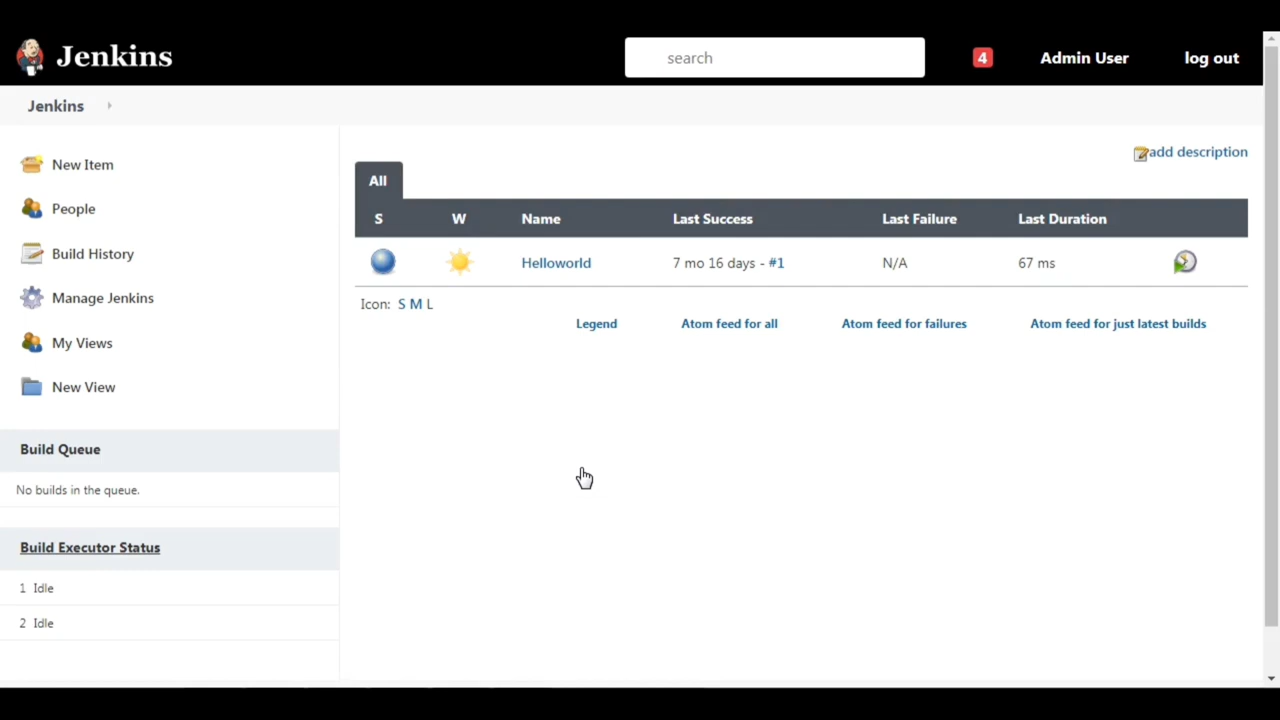 Jenkins
search
4
Admin User
log out
Jenkins
add description
New Item
People
Build History
Manage Jenkins
My Views
New View
All
S W Name Last Success Last Failure Last Duration
Helloworld 7 mo 16 days - #1 N/A 67 ms
Icon: S M L
Legend Atom feed for all Atom feed for failures Atom feed for just latest builds
Build Queue
No builds in the queue.
Build Executor Status
1 Idle
2 Idle